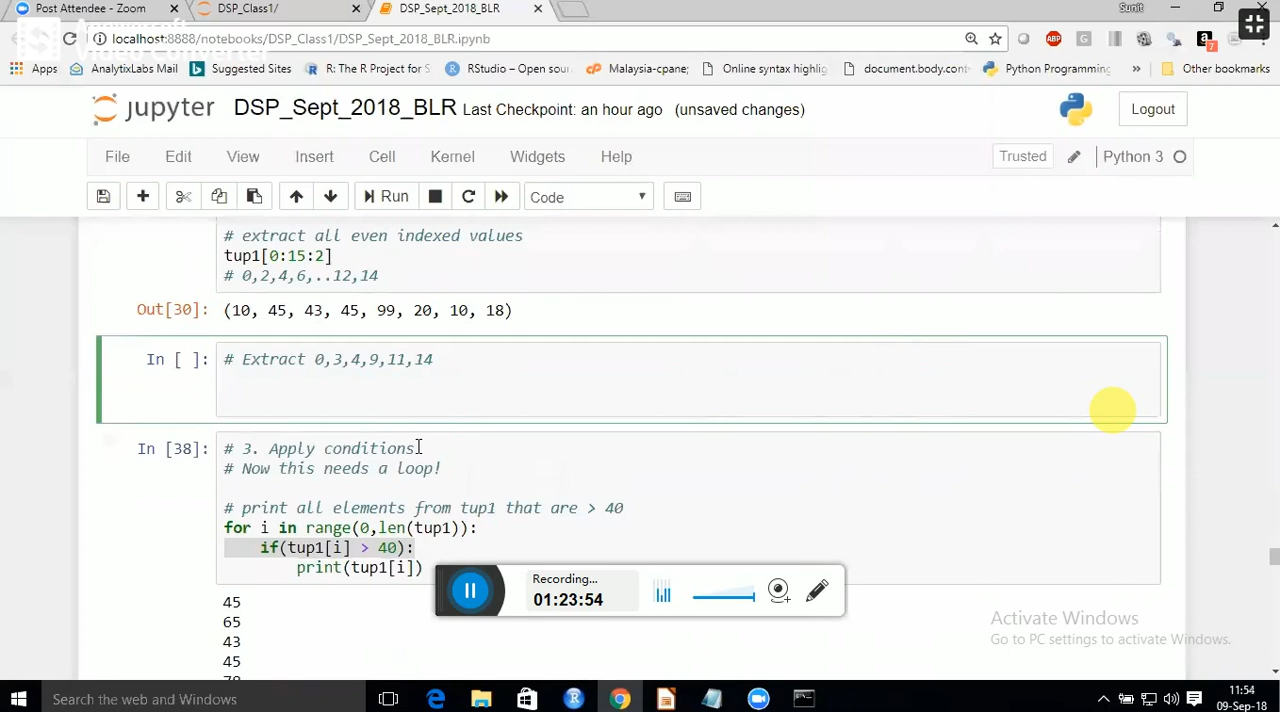 Post Attendee - Zoom
DSP_Class1/
DSP_Sept_2018_BLR
Sunit
localhost:8888/notebooks/DSP_Class1/DSP_Sept_2018_BLR.ipynb
Apps
AnalytixLabs Mail
Suggested Sites
R: The R Project for S
RStudio – Open sour
Malaysia-cpane;
Online syntax highlig
document.body.cont
Python Programming
Other bookmarks
jupyter DSP_Sept_2018_BLR Last Checkpoint: an hour ago (unsaved changes)
Logout
File Edit View Insert Cell Kernel Widgets Help
Trusted
Python 3
Run
Code
# extract all even indexed values
tup1[0:15:2]
# 0,2,4,6,..12,14
Out[30]: (10, 45, 43, 45, 99, 20, 10, 18)
In [ ]: # Extract 0,3,4,9,11,14
In [38]: # 3. Apply conditions
# Now this needs a loop!
# print all elements from tup1 that are > 40
for i in range(0,len(tup1)):
if(tup1[i] > 40):
print(tup1[i])
45
65
43
45
Recording...
01:23:54
Activate Windows
Go to PC settings to activate Windows.
Search the web and Windows
11:54
09-Sep-18